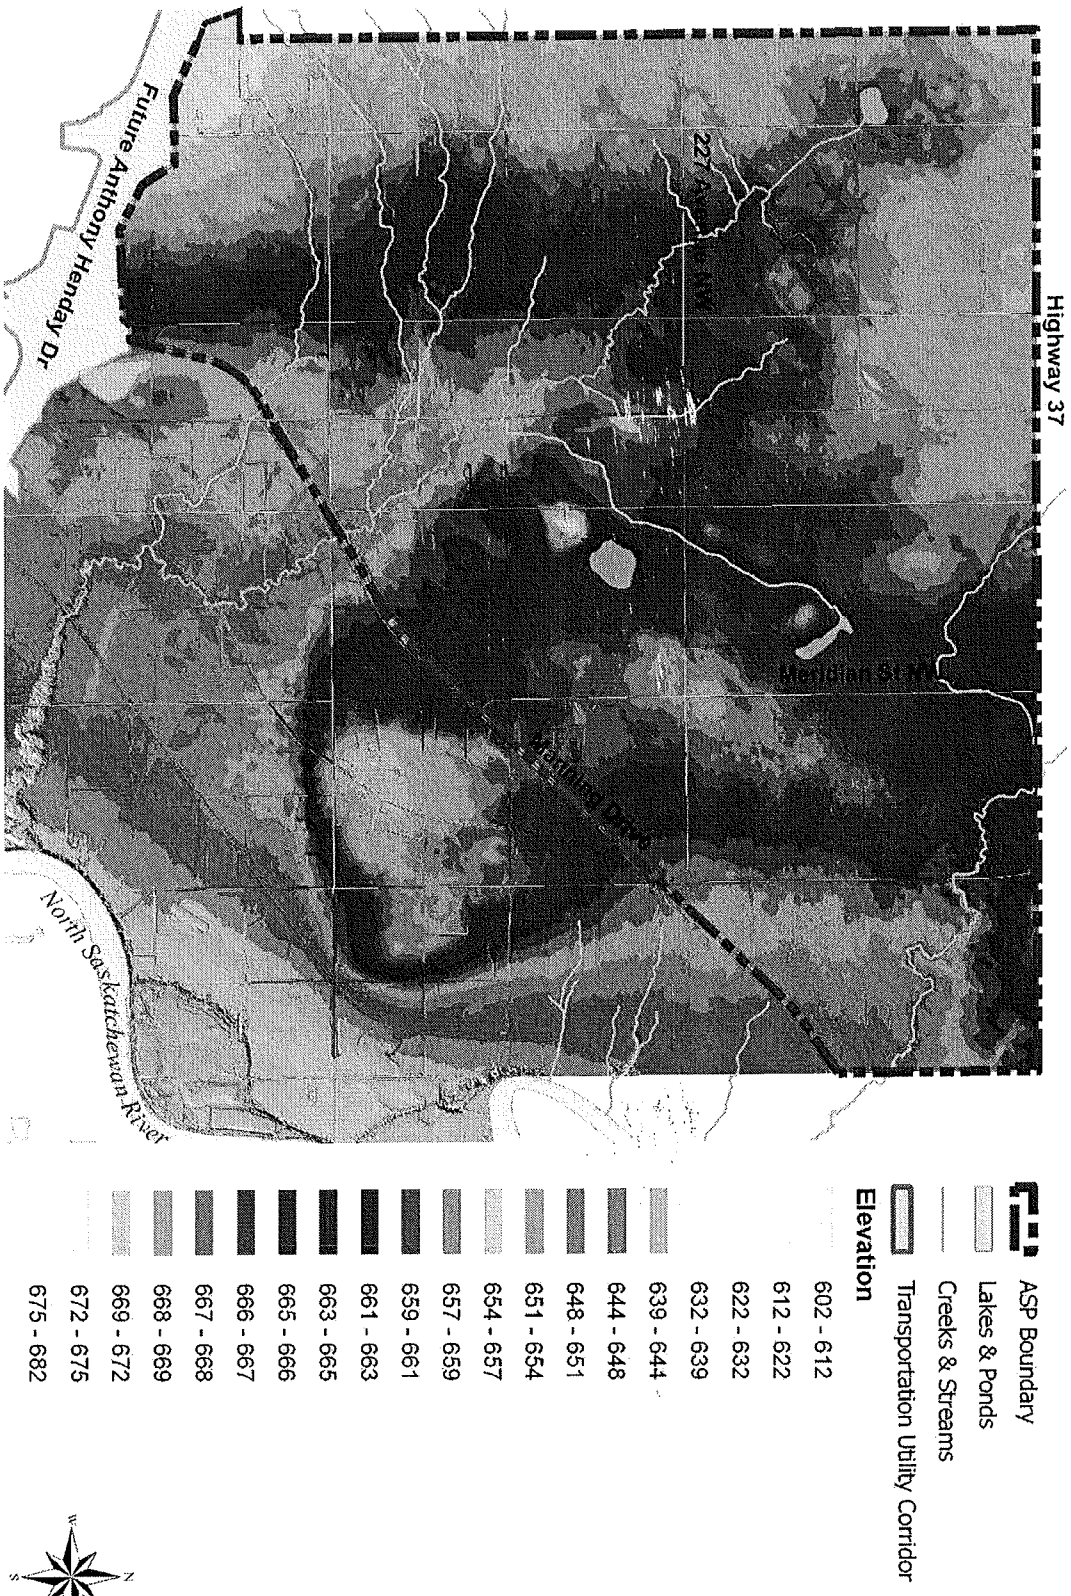 Highway 37
227 Avenue NW
Meridian St NW
Manning Drive
Future Anthony Henday Dr
North Saskatchewan River
ASP Boundary
Lakes & Ponds
Creeks & Streams
Transportation Utility Corridor
Elevation
602 - 612
612 - 622
622 - 632
632 - 639
639 - 644
644 - 648
648 - 651
651 - 654
654 - 657
657 - 659
659 - 661
661 - 663
663 - 665
665 - 666
666 - 667
667 - 668
668 - 669
669 - 672
672 - 675
675 - 682
W
N
S